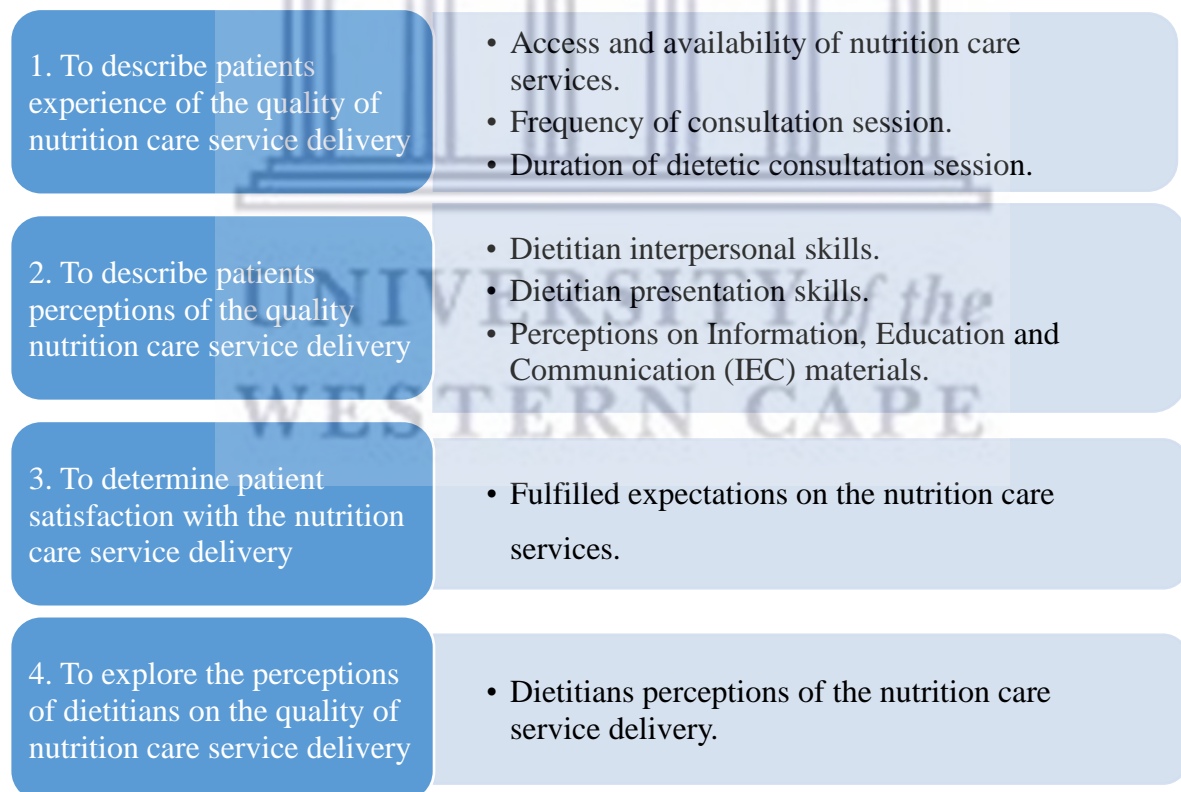 1. To describe patients
experience of the quality of
nutrition care service delivery
• Access and availability of nutrition care
services.
• Frequency of consultation session.
• Duration of dietetic consultation session.
2. To describe patients
perceptions of the quality
nutrition care service delivery
• Dietitian interpersonal skills.
• Dietitian presentation skills.
• Perceptions on Information, Education and
Communication (IEC) materials.
UNIVERSITY of the
WESTERN CAPE
3. To determine patient
satisfaction with the nutrition
care service delivery
• Fulfilled expectations on the nutrition care
services.
4. To explore the perceptions
of dietitians on the quality of
nutrition care service delivery
• Dietitians perceptions of the nutrition care
service delivery.